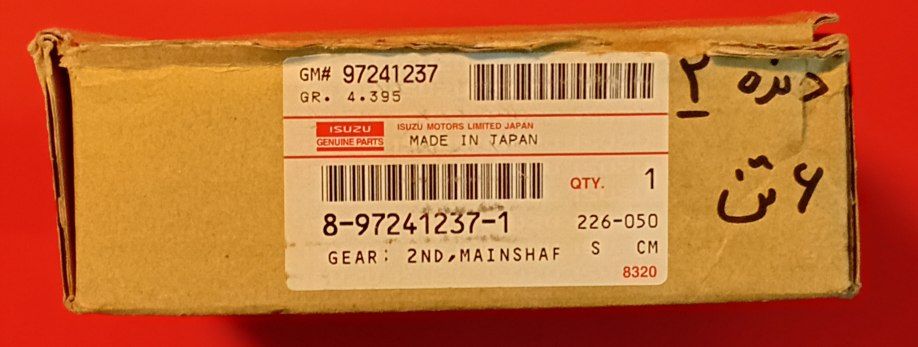 GM# 97241237
GR. 4.395
ISUZU
GENUINE PARTS
ISUZU MOTORS LIMITED JAPAN
MADE IN JAPAN
QTY. 1
8-97241237-1
226-050
GEAR: 2ND,MAINSHAF
S CM
8320
دنده ۲
۶ تن